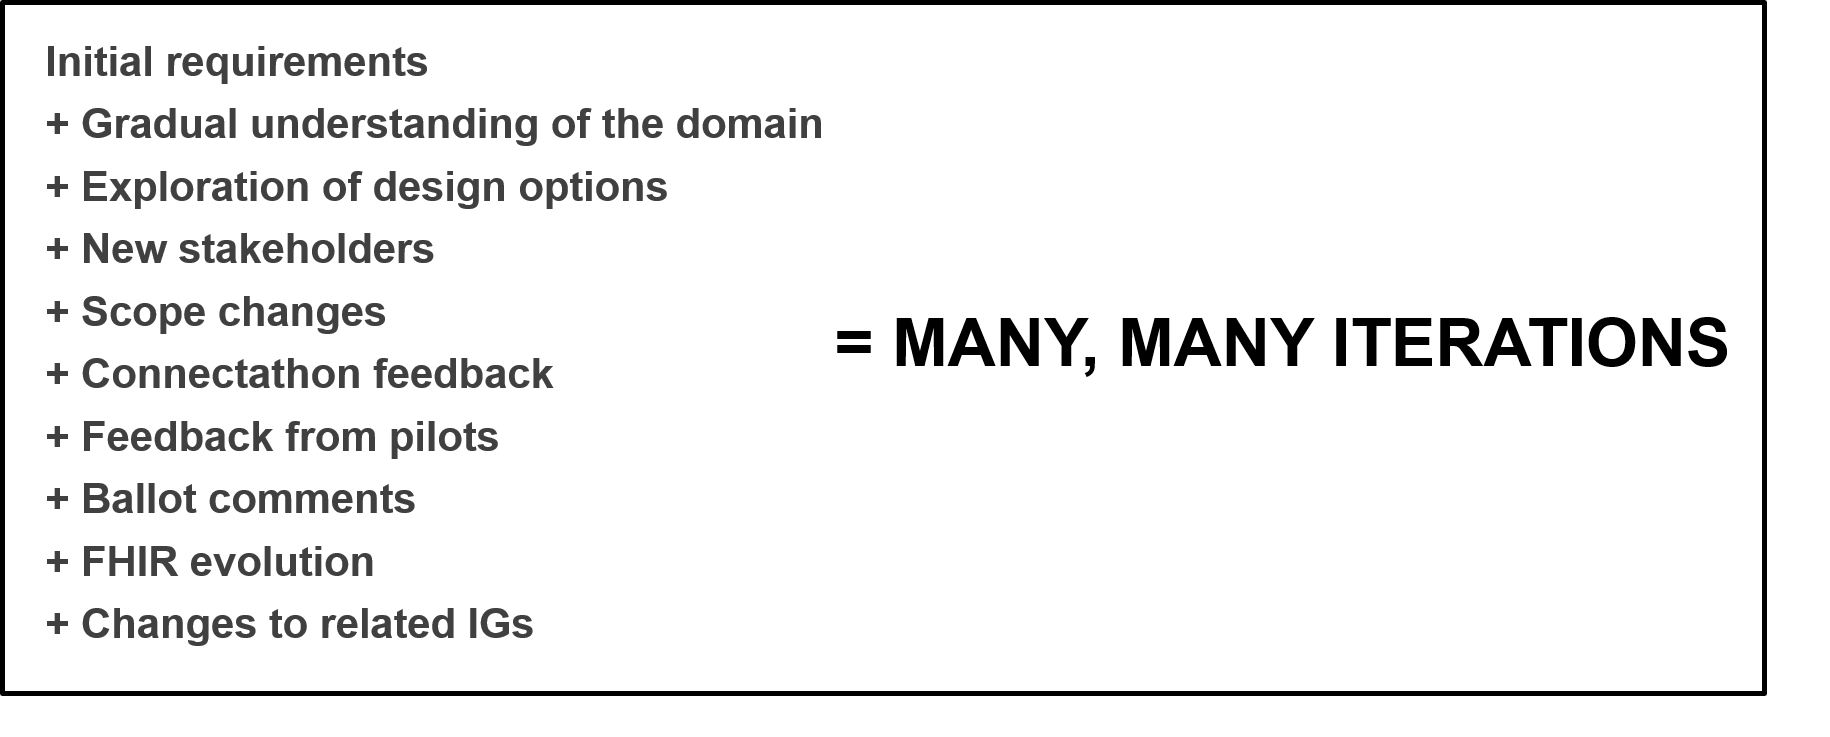 Initial requirements
+ Gradual understanding of the domain
+ Exploration of design options
+ New stakeholders
+ Scope changes
+ Connectathon feedback
+ Feedback from pilots
+ Ballot comments
+ FHIR evolution
+ Changes to related IGs
= MANY, MANY ITERATIONS